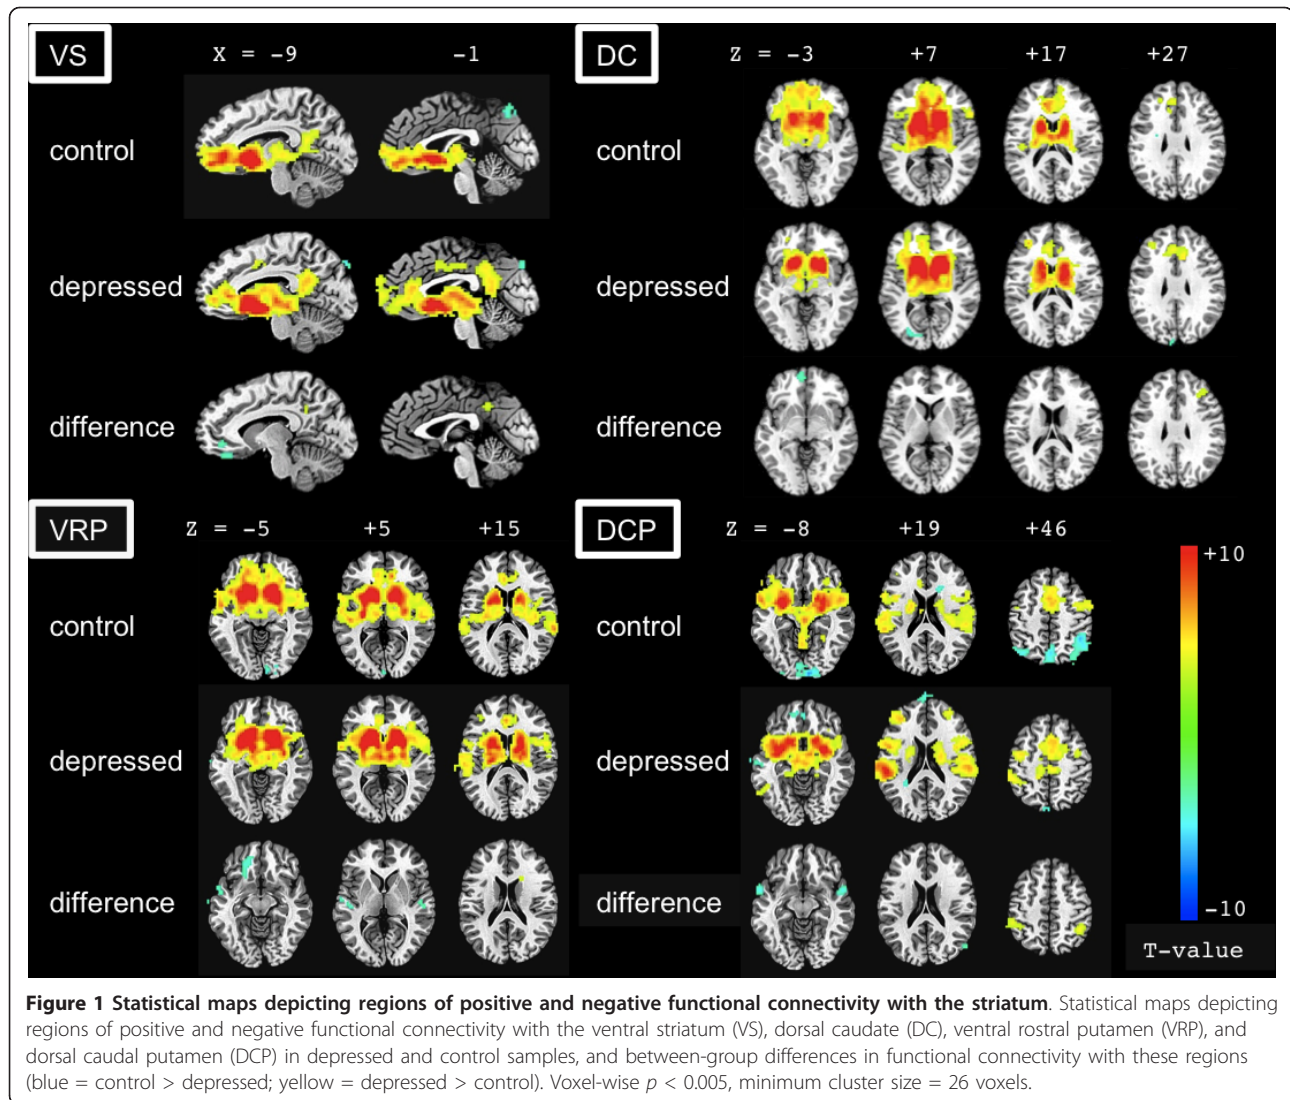 VS
X = -9 -1
control
depressed
difference
DC
Z = -3 +7 +17 +27
control
depressed
difference
VRP
Z = -5 +5 +15
control
depressed
difference
DCP
Z = -8 +19 +46
control
depressed
difference
+10
-10
T-value
Figure 1 Statistical maps depicting regions of positive and negative functional connectivity with the striatum. Statistical maps depicting
regions of positive and negative functional connectivity with the ventral striatum (VS), dorsal caudate (DC), ventral rostral putamen (VRP), and
dorsal caudal putamen (DCP) in depressed and control samples, and between-group differences in functional connectivity with these regions
(blue = control > depressed; yellow = depressed > control). Voxel-wise p < 0.005, minimum cluster size = 26 voxels.